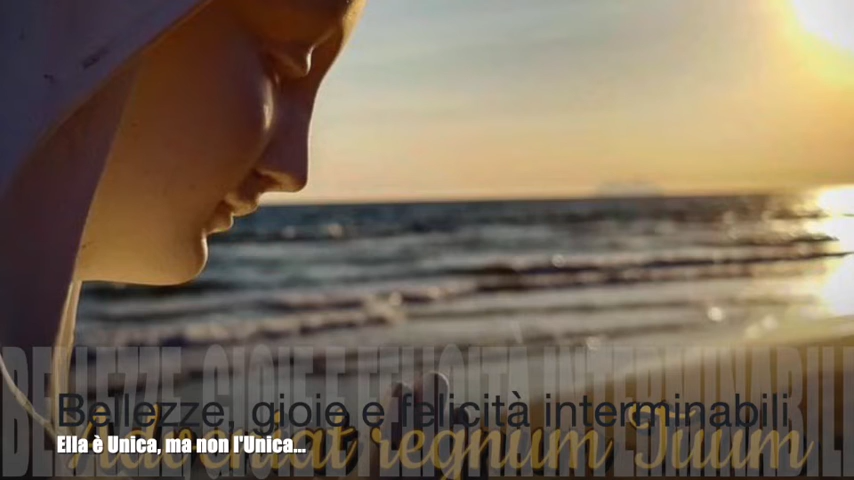 BELLEZZE, GIOIE E FELICITÀ INTERMINABILI
Bellezze, gioie e felicità interminabili
Adveniat regnum Tuum
Ella è Unica, ma non l'Unica...